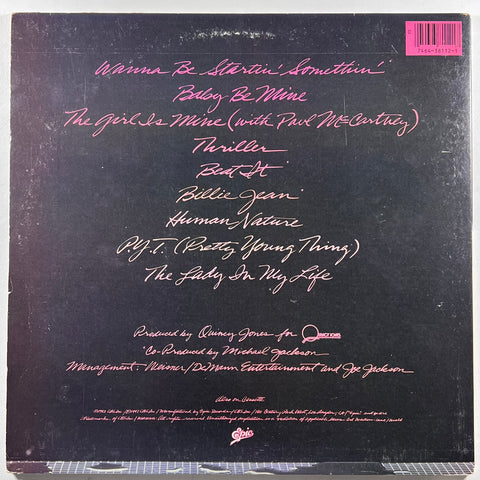 Wanna Be Startin' Somethin'
Baby Be Mine
The Girl Is Mine (with Paul McCartney)
Thriller
Beat It
Billie Jean
Human Nature
P.Y.T. (Pretty Young Thing)
The Lady In My Life
Produced by Quincy Jones for QUINCY JONES
Co-Produced by Michael Jackson
Management: Weisner/DeMann Entertainment and Joe Jackson
Also on Cassette
Epic